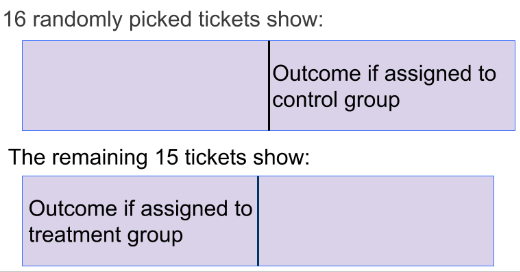 16 randomly picked tickets show:
Outcome if assigned to
control group
The remaining 15 tickets show:
Outcome if assigned to
treatment group